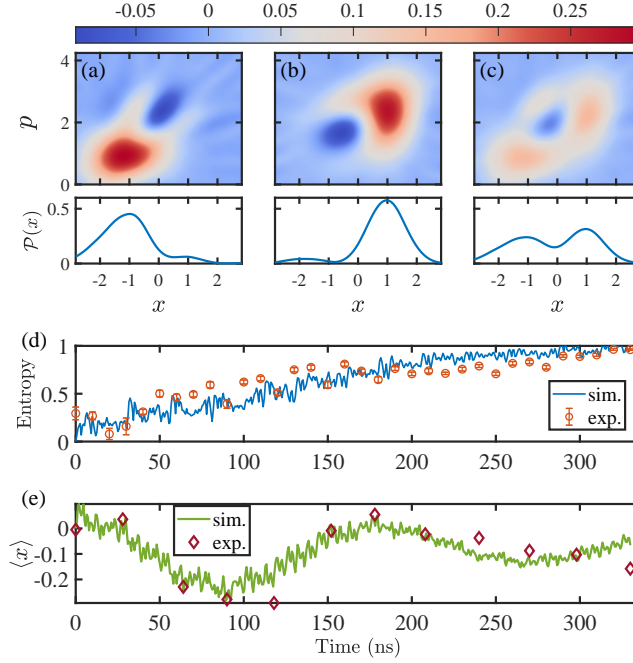 -0.05 0 0.05 0.1 0.15 0.2 0.25
(a) (b) (c)
4
2
0
p
0.5
0
𝒫(x)
-2 -1 0 1 2 -2 -1 0 1 2 -2 -1 0 1 2
x x x
(d)
1
0.5
0
Entropy
sim.
exp.
0 50 100 150 200 250 300
(e)
0
-0.1
-0.2
⟨x⟩
sim.
exp.
0 50 100 150 200 250 300
Time (ns)